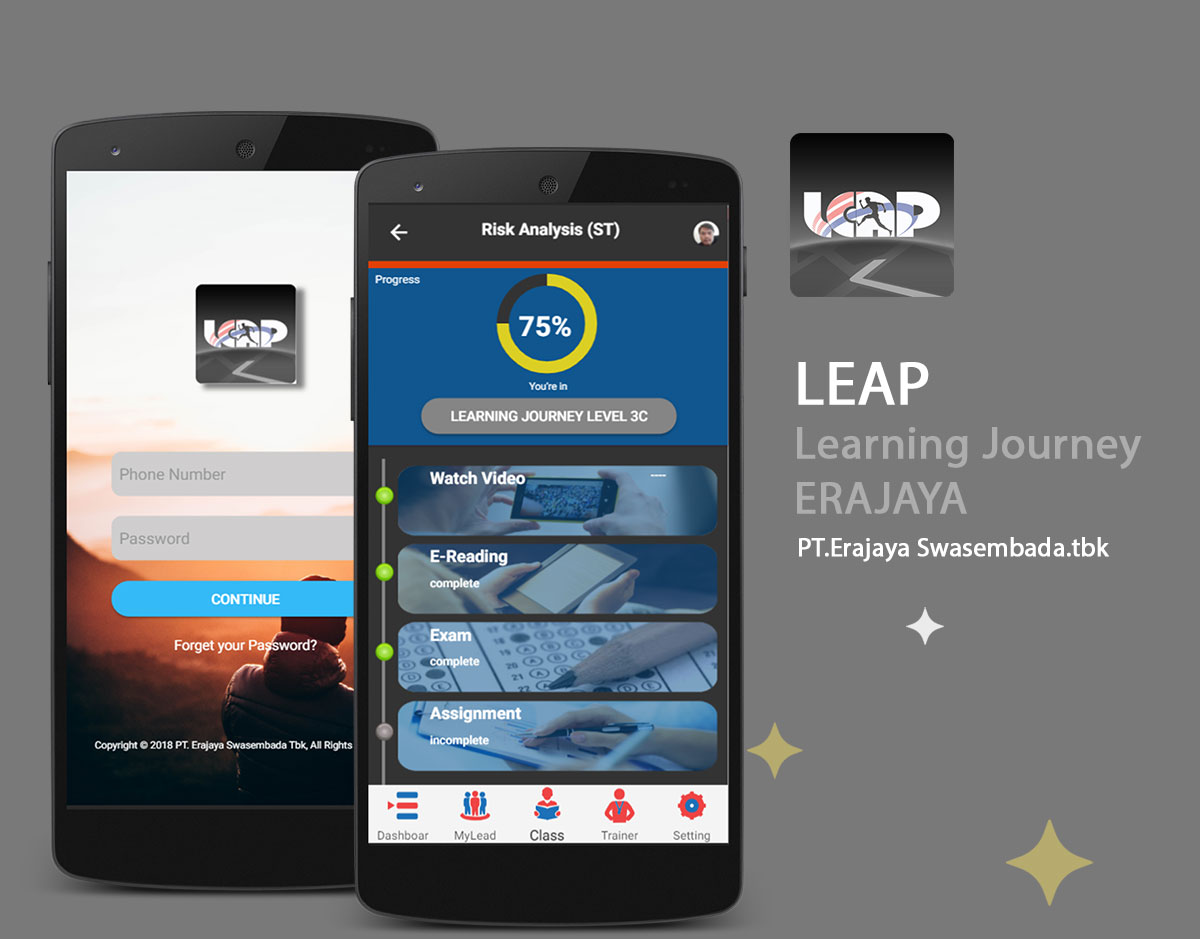 LEAP
Phone Number
Password
CONTINUE
Forget your Password?
Copyright © 2018 PT. Erajaya Swasembada Tbk, All Rights
Risk Analysis (ST)
Progress
75%
You're in
LEARNING JOURNEY LEVEL 3C
Watch Video
E-Reading
complete
Exam
complete
Assignment
incomplete
Dashboar
MyLead
Class
Trainer
Setting
LEAP
LEAP
Learning Journey
ERAJAYA
PT.Erajaya Swasembada.tbk